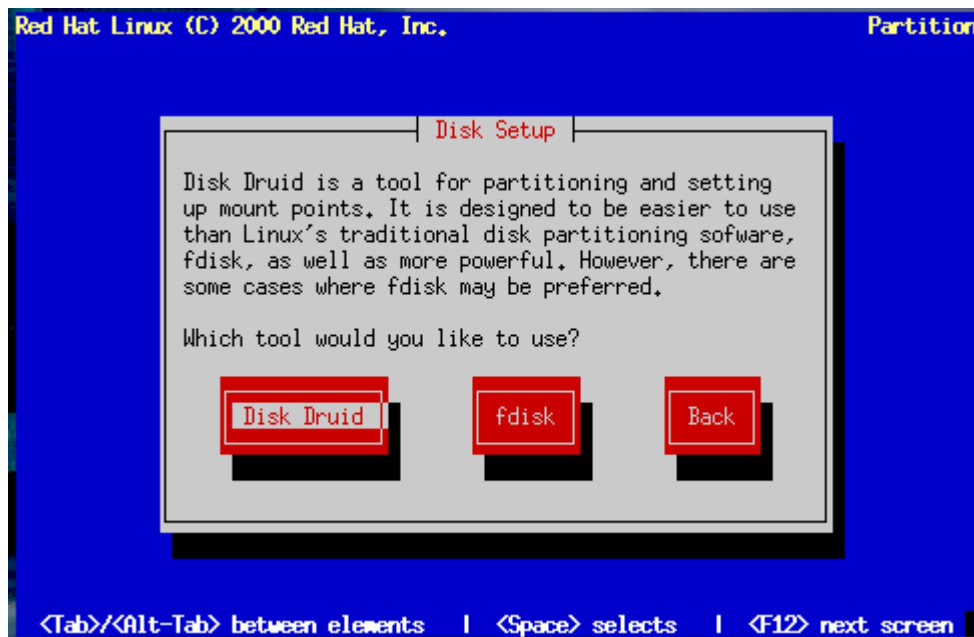 Red Hat Linux (C) 2000 Red Hat, Inc. Partition
Disk Setup
Disk Druid is a tool for partitioning and setting
up mount points. It is designed to be easier to use
than Linux's traditional disk partitioning sofware,
fdisk, as well as more powerful. However, there are
some cases where fdisk may be preferred.
Which tool would you like to use?
Disk Druid fdisk Back
<Tab>/<Alt-Tab> between elements | <Space> selects | <F12> next screen